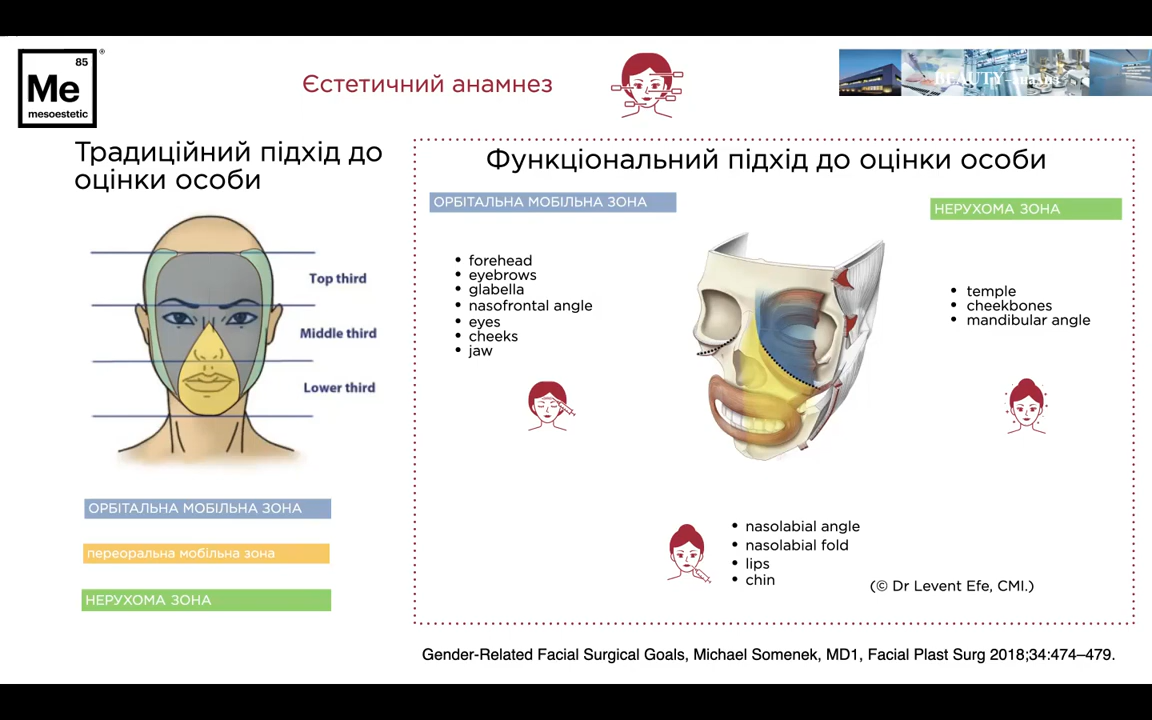 85
®
Me
mesoestetic
Єстетичний анамнез
Традиційний підхід до
оцінки особи
Top third
Middle third
Lower third
ОРБІТАЛЬНА МОБІЛЬНА ЗОНА
переоральна мобільна зона
НЕРУХОМА ЗОНА
Функціональний підхід до оцінки особи
ОРБІТАЛЬНА МОБІЛЬНА ЗОНА
• forehead
• eyebrows
• glabella
• nasofrontal angle
• eyes
• cheeks
• jaw
НЕРУХОМА ЗОНА
• temple
• cheekbones
• mandibular angle
• nasolabial angle
• nasolabial fold
• lips
• chin
(© Dr Levent Efe, CMI.)
Gender-Related Facial Surgical Goals, Michael Somenek, MD1, Facial Plast Surg 2018;34:474–479.